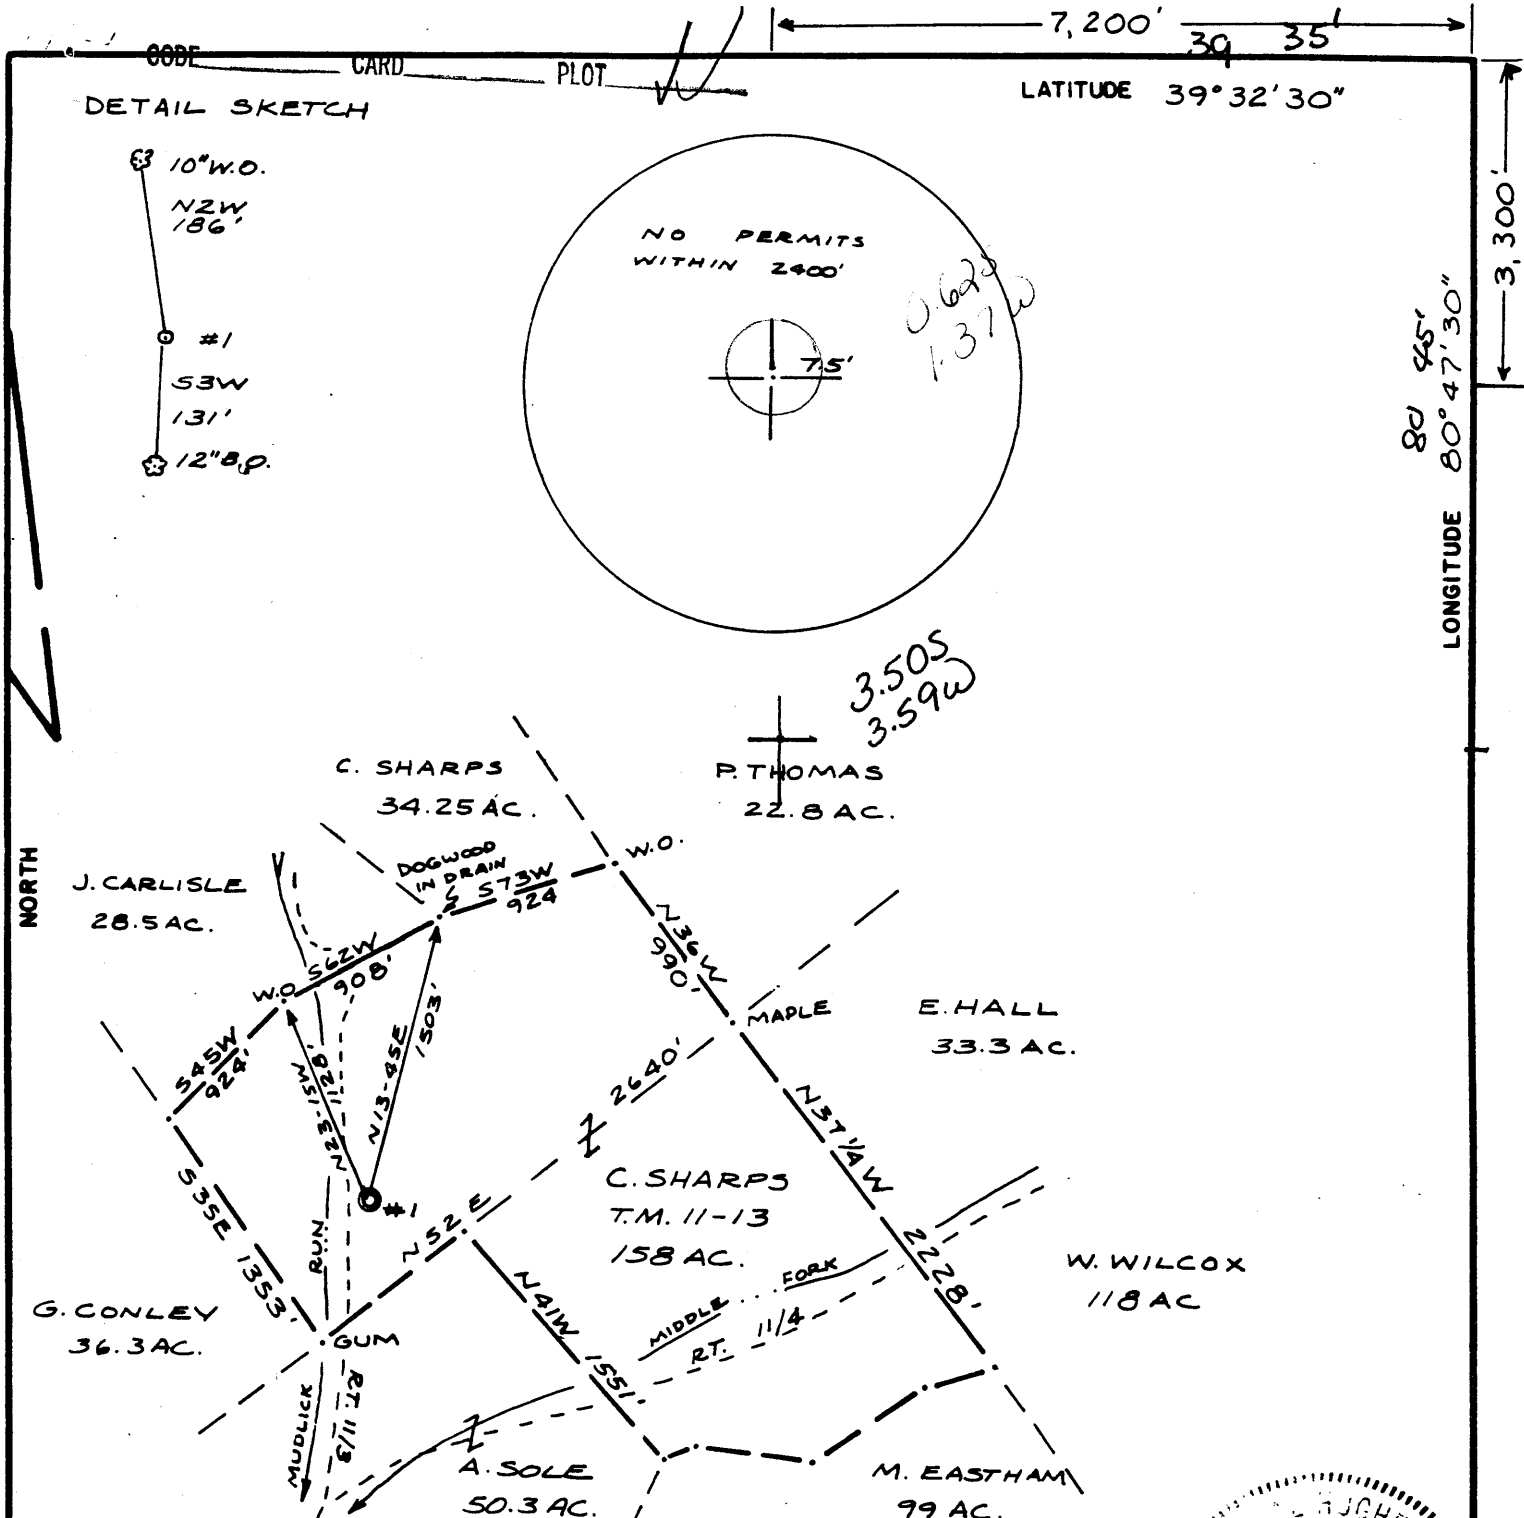 7,200'
39 35'
CODE CARD PLOT
LATITUDE 39°32'30"
DETAIL SKETCH
10"W.O.
N2W
186'
#1
S3W
131'
12"B.O.
NO PERMITS
WITHIN 2400'
0.62S
1.37W
7.5'
3,300'
80 45'
LONGITUDE 80°47'30"
3.50S
3.59W
NORTH
C. SHARPS
34.25 AC.
P. THOMAS
22.8 AC.
J. CARLISLE
28.5 AC.
DOGWOOD
IN DRAIN
S73W
924
W.O.
S62W
908'
W.O.
N36W
990'
MAPLE
E. HALL
33.3 AC.
S45W
924'
N23-15W
1128'
N13-45E
1503'
#1
N52E 2640'
N37 1/4 W 2228'
C. SHARPS
T.M. 11-13
158 AC.
S35E 1353'
RUN
GUM
N41W 1551'
MIDDLE FORK
RT. 11/4
W. WILCOX
118 AC
G. CONLEY
36.3 AC.
MUDLICK
RT. 11/3
A. SOLE
50.3 AC.
M. EASTHAM
99 AC.